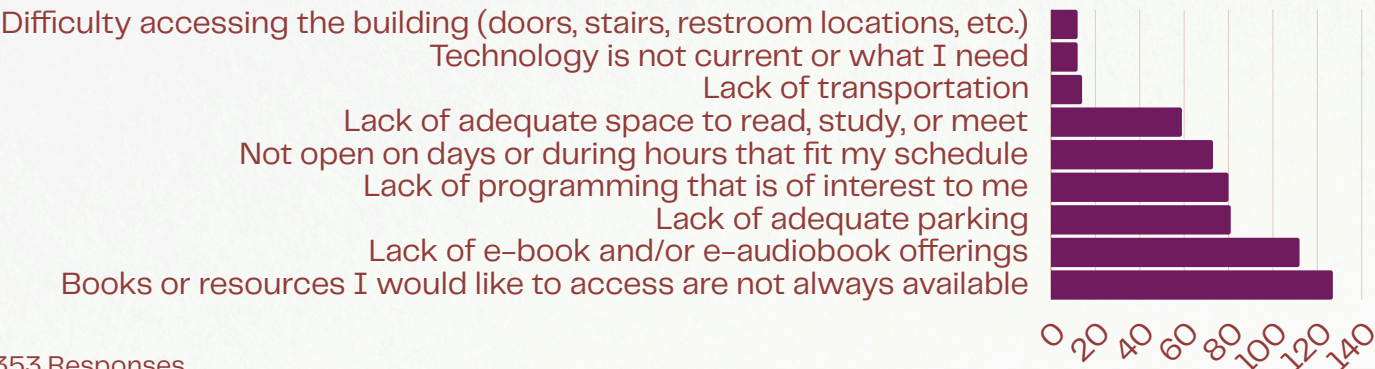 Difficulty accessing the building (doors, stairs, restroom locations, etc.)
Technology is not current or what I need
Lack of transportation
Lack of adequate space to read, study, or meet
Not open on days or during hours that fit my schedule
Lack of programming that is of interest to me
Lack of adequate parking
Lack of e-book and/or e-audiobook offerings
Books or resources I would like to access are not always available
0 20 40 60 80 100 120 140
353 Responses